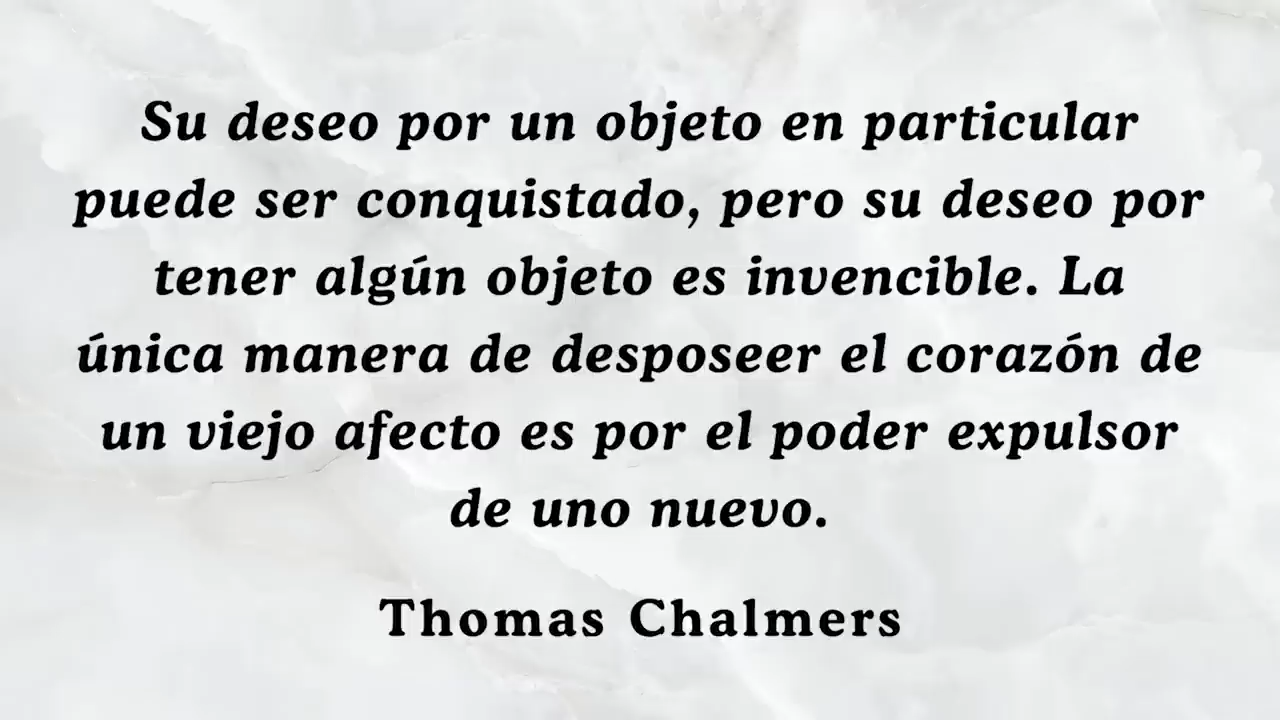 Su deseo por un objeto en particular
puede ser conquistado, pero su deseo por
tener algún objeto es invencible. La
única manera de desposeer el corazón de
un viejo afecto es por el poder expulsor
de uno nuevo.
Thomas Chalmers